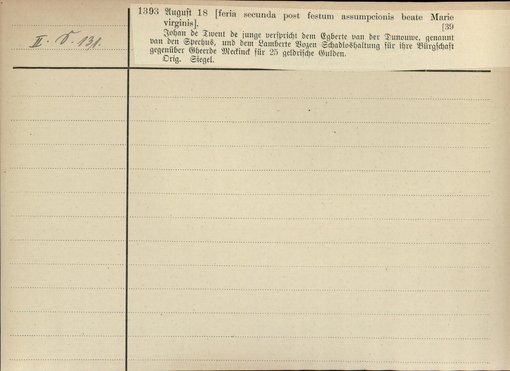 II. 131.
1393 August 18 [feria secunda post festum assumpcionis beate Marie
virginis]. [39
Johan de Twent de junge verspricht dem Egberte van der Dunouwe, genannt
van den Sperhus, und dem Lamberte Bozen Schadloshaltung für ihre Bürgschaft
gegenüber Gheerde Mockinck für 25 geldrische Gulden.
Orig. Siegel.